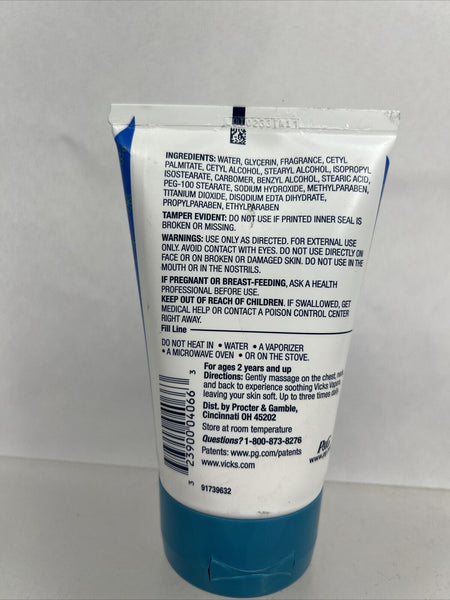 INGREDIENTS: WATER, GLYCERIN, FRAGRANCE, CETYL
PALMITATE, CETYL ALCOHOL, STEARYL ALCOHOL, ISOPROPYL
ISOSTEARATE, CARBOMER, BENZYL ALCOHOL, STEARIC ACID,
PEG-100 STEARATE, SODIUM HYDROXIDE, METHYLPARABEN,
TITANIUM DIOXIDE, DISODIUM EDTA DIHYDRATE,
PROPYLPARABEN, ETHYLPARABEN
TAMPER EVIDENT: DO NOT USE IF PRINTED INNER SEAL IS
BROKEN OR MISSING.
WARNINGS: USE ONLY AS DIRECTED. FOR EXTERNAL USE
ONLY. AVOID CONTACT WITH EYES. DO NOT USE DIRECTLY ON
FACE OR ON BROKEN OR DAMAGED SKIN. DO NOT USE IN THE
MOUTH OR IN THE NOSTRILS.
IF PREGNANT OR BREAST-FEEDING, ASK A HEALTH
PROFESSIONAL BEFORE USE.
KEEP OUT OF REACH OF CHILDREN. IF SWALLOWED, GET
MEDICAL HELP OR CONTACT A POISON CONTROL CENTER
RIGHT AWAY.
Fill Line
DO NOT HEAT IN • WATER • A VAPORIZER
• A MICROWAVE OVEN • OR ON THE STOVE.
For ages 2 years and up
Directions: Gently massage on the chest,
and back to experience soothing Vicks
leaving your skin soft. Up to three times
Dist. by Procter & Gamble,
Cincinnati OH 45202
Store at room temperature
Questions? 1-800-873-8276
Patents: www.pg.com/patents
www.vicks.com
3 23900 04066 3
91739632